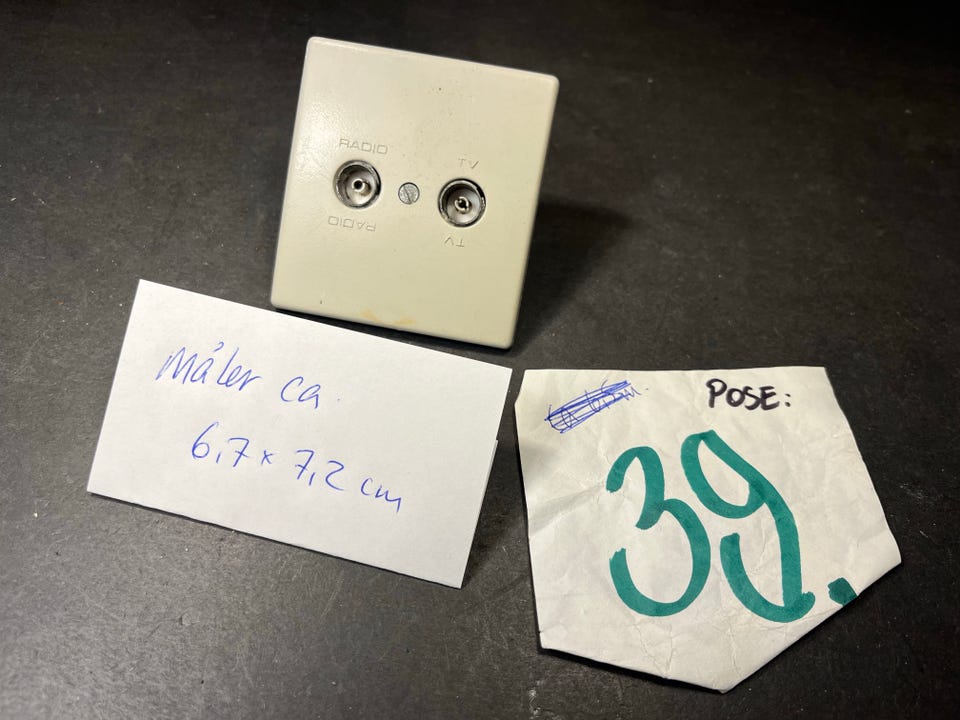 RADIO TV
RADIO TV
Måler ca.
6,7 x 7,2 cm
POSE:
39.